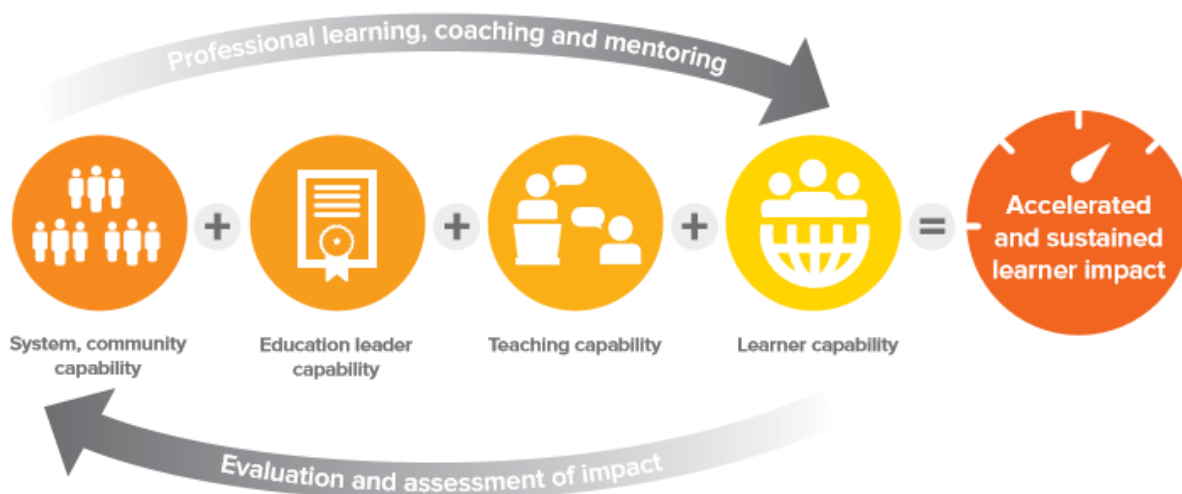 Professional learning, coaching and mentoring
+
+
+
=
Accelerated
and sustained
learner impact
System, community
capability
Education leader
capability
Teaching capability
Learner capability
Evaluation and assessment of impact